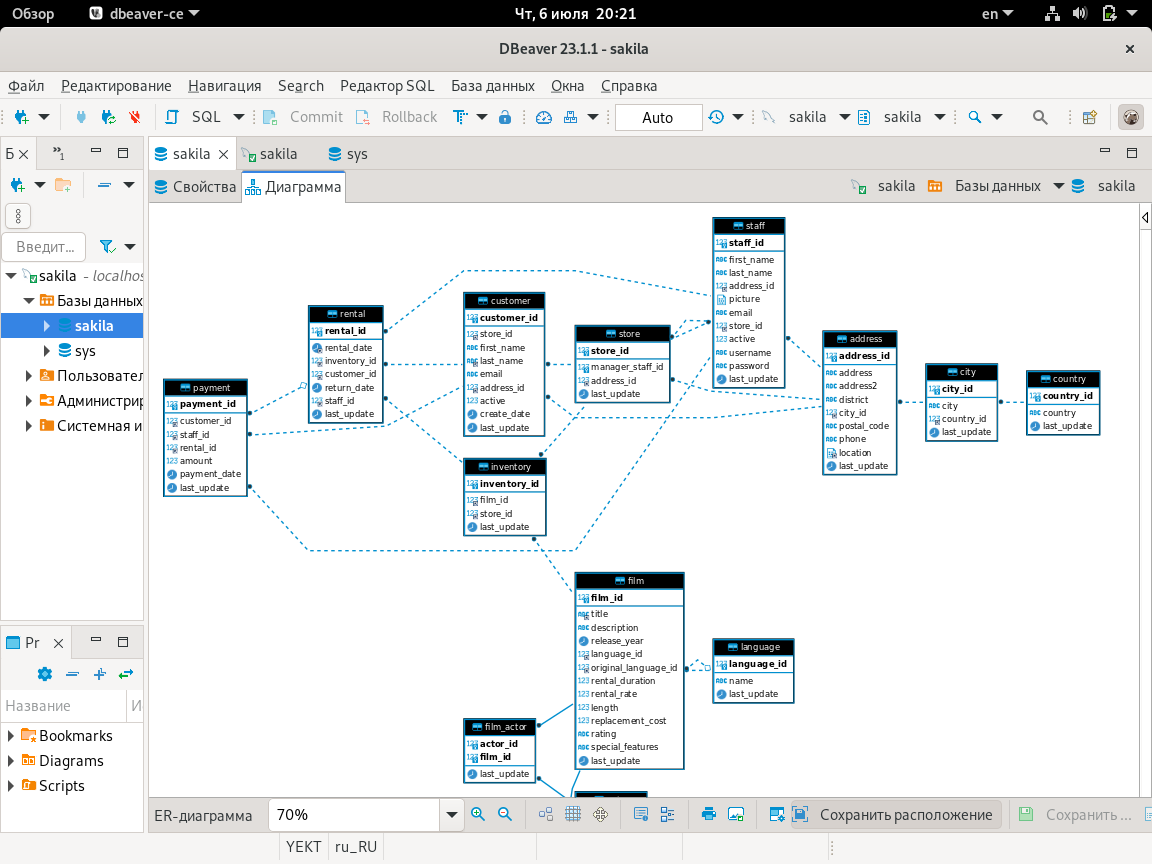 Обзор dbeaver-ce Чт, 6 июля 20:21 en
DBeaver 23.1.1 - sakila
Файл Редактирование Навигация Search Редактор SQL База данных Окна Справка
SQL Commit Rollback Auto sakila sakila
Б »1 sakila sakila sys
Свойства Диаграмма sakila Базы данных sakila
Введит...
sakila - localhos
Базы данных
sakila
sys
Пользовател
Администрир
Системная и
payment
payment_id
customer_id
staff_id
rental_id
amount
payment_date
last_update
rental
rental_id
rental_date
inventory_id
customer_id
return_date
staff_id
last_update
customer
customer_id
store_id
first_name
last_name
email
address_id
active
create_date
last_update
inventory
inventory_id
film_id
store_id
last_update
store
store_id
manager_staff_id
address_id
last_update
staff
staff_id
first_name
last_name
address_id
picture
email
store_id
active
username
password
last_update
address
address_id
address
address2
district
city_id
postal_code
phone
location
last_update
city
city_id
city
country_id
last_update
country
country_id
country
last_update
film
film_id
title
description
release_year
language_id
original_language_id
rental_duration
rental_rate
length
replacement_cost
rating
special_features
last_update
language
language_id
name
last_update
film_actor
actor_id
film_id
last_update
Pr
Название И
Bookmarks
Diagrams
Scripts
ER-диаграмма 70% Сохранить расположение Сохранить ...
YEKT ru_RU